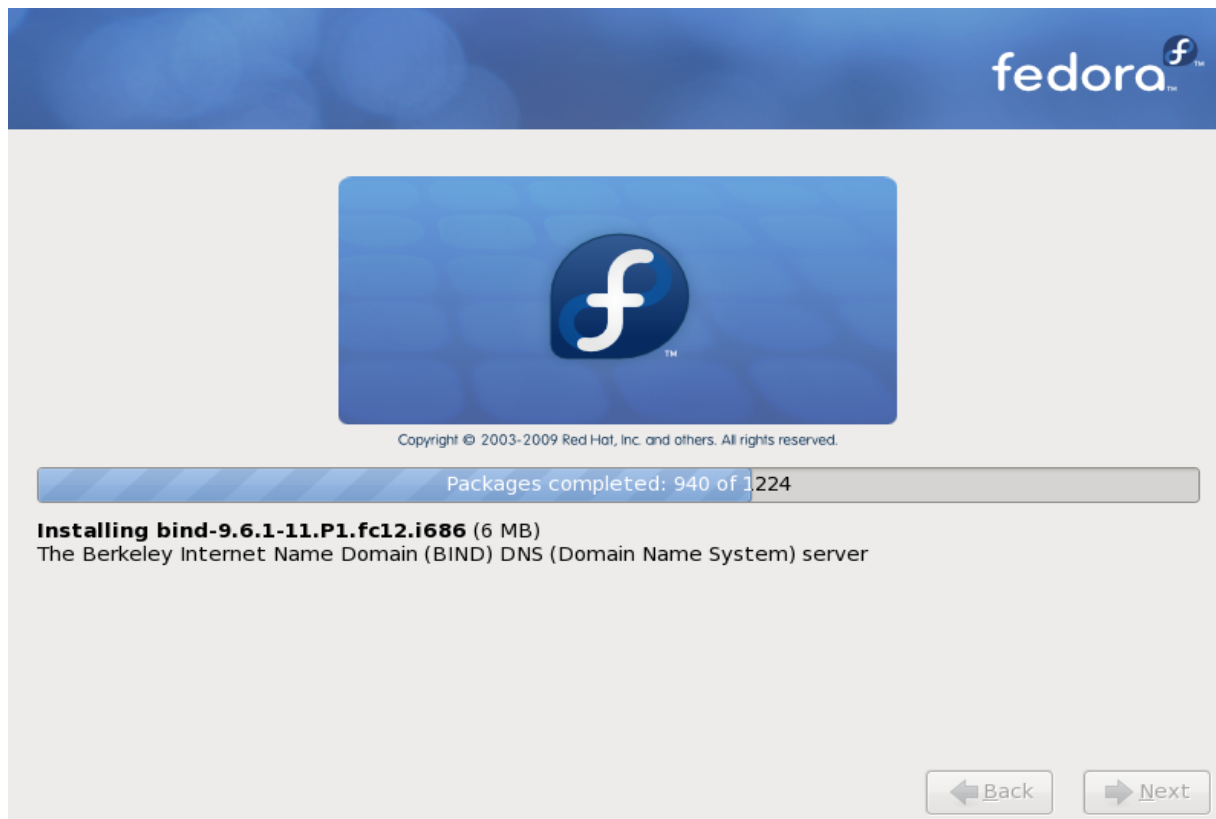 fedora™
™
Copyright © 2003-2009 Red Hat, Inc. and others. All rights reserved.
Packages completed: 940 of 1224
Installing bind-9.6.1-11.P1.fc12.i686 (6 MB)
The Berkeley Internet Name Domain (BIND) DNS (Domain Name System) server
Back
Next